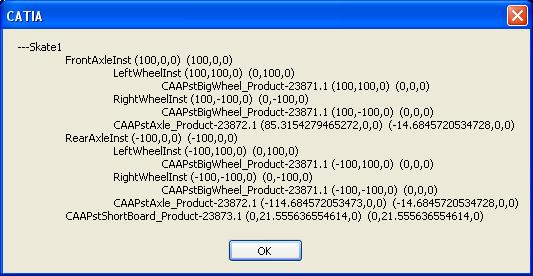 CATIA
---Skate1
FrontAxleInst (100,0,0) (100,0,0)
LeftWheelInst (100,100,0) (0,100,0)
CAAPstBigWheel_Product-23871.1 (100,100,0) (0,0,0)
RightWheelInst (100,-100,0) (0,-100,0)
CAAPstBigWheel_Product-23871.1 (100,-100,0) (0,0,0)
CAAPstAxle_Product-23872.1 (85.3154279465272,0,0) (-14.6845720534728,0,0)
RearAxleInst (-100,0,0) (-100,0,0)
LeftWheelInst (-100,100,0) (0,100,0)
CAAPstBigWheel_Product-23871.1 (-100,100,0) (0,0,0)
RightWheelInst (-100,-100,0) (0,-100,0)
CAAPstBigWheel_Product-23871.1 (-100,-100,0) (0,0,0)
CAAPstAxle_Product-23872.1 (-114.684572053473,0,0) (-14.6845720534728,0,0)
CAAPstShortBoard_Product-23873.1 (0,21.555636554614,0) (0,21.555636554614,0)
OK